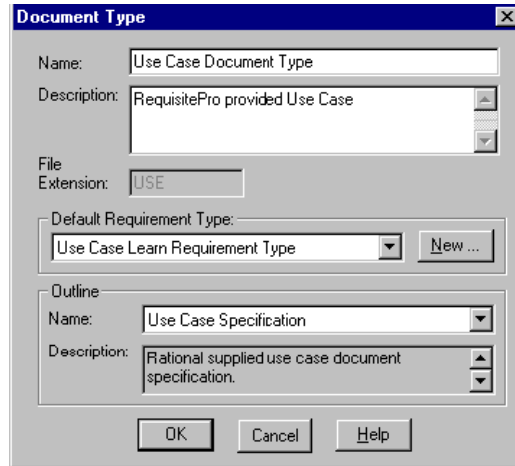 Document Type
Name: Use Case Document Type
Description: RequisitePro provided Use Case
File
Extension: USE
Default Requirement Type:
Use Case Learn Requirement Type New ...
Outline
Name: Use Case Specification
Description: Rational supplied use case document
specification.
OK Cancel Help